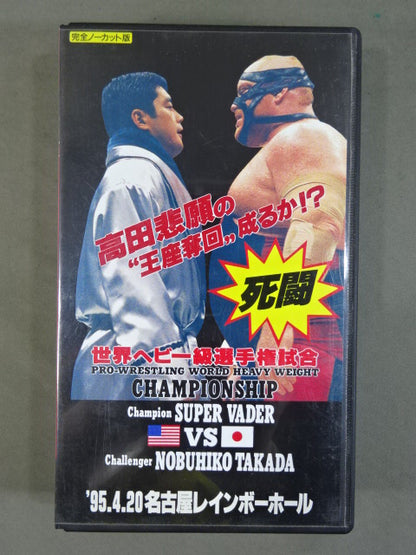 完全ノーカット版
高田悲願の
“王座奪回„成るか!?
死闘
世界ヘビー級選手権試合
PRO-WRESTLING WORLD HEAVY WEIGHT
CHAMPIONSHIP
Champion SUPER VADER
VS
Challenger NOBUHIKO TAKADA
'95.4.20 名古屋レインボーホール